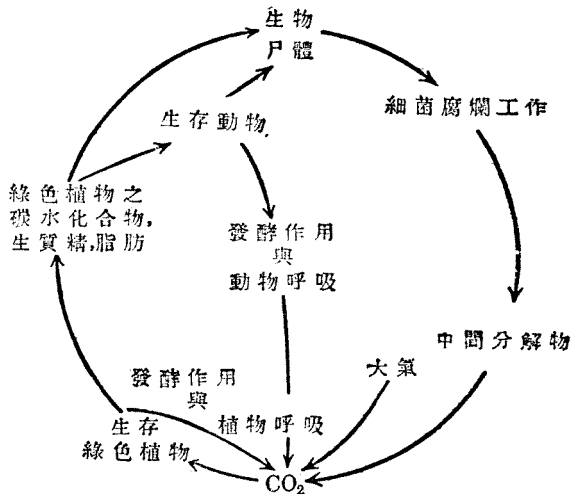 生物
尸體
細菌腐爛工作
生存動物
綠色植物之
碳水化合物,
生質精,脂肪
發酵作用
與
動物呼吸
中間分解物
大氣
發酵作用
與
植物呼吸
生存
綠色植物
CO₂